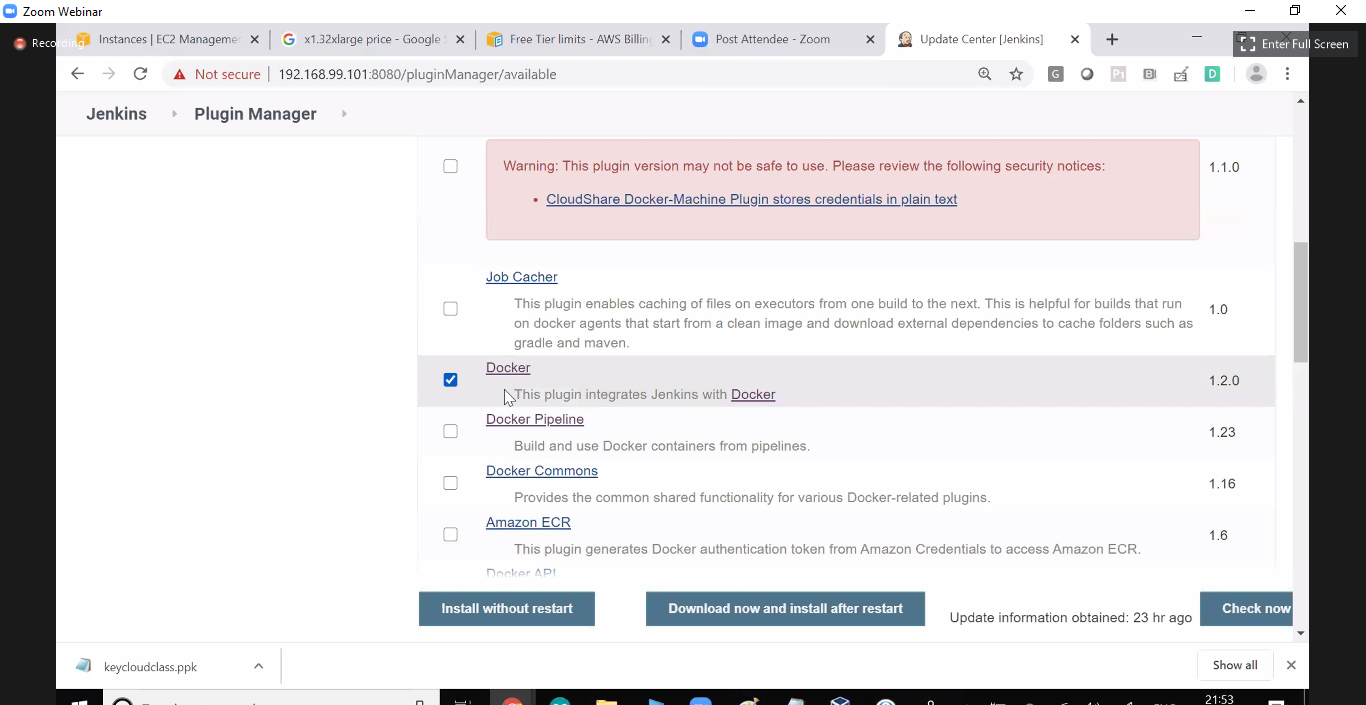 Zoom Webinar
Recording
Instances | EC2 Manageme
x1.32xlarge price - Google
Free Tier limits - AWS Billing
Post Attendee - Zoom
Update Center [Jenkins]
Enter Full Screen
Not secure
192.168.99.101:8080/pluginManager/available
Jenkins
Plugin Manager
Warning: This plugin version may not be safe to use. Please review the following security notices:
1.1.0
• CloudShare Docker-Machine Plugin stores credentials in plain text
Job Cacher
This plugin enables caching of files on executors from one build to the next. This is helpful for builds that run
on docker agents that start from a clean image and download external dependencies to cache folders such as
gradle and maven.
1.0
Docker
This plugin integrates Jenkins with Docker
1.2.0
Docker Pipeline
Build and use Docker containers from pipelines.
1.23
Docker Commons
Provides the common shared functionality for various Docker-related plugins.
1.16
Amazon ECR
This plugin generates Docker authentication token from Amazon Credentials to access Amazon ECR.
1.6
Docker API
Install without restart
Download now and install after restart
Update information obtained: 23 hr ago
Check now
keycloudclass.ppk
Show all
21:53